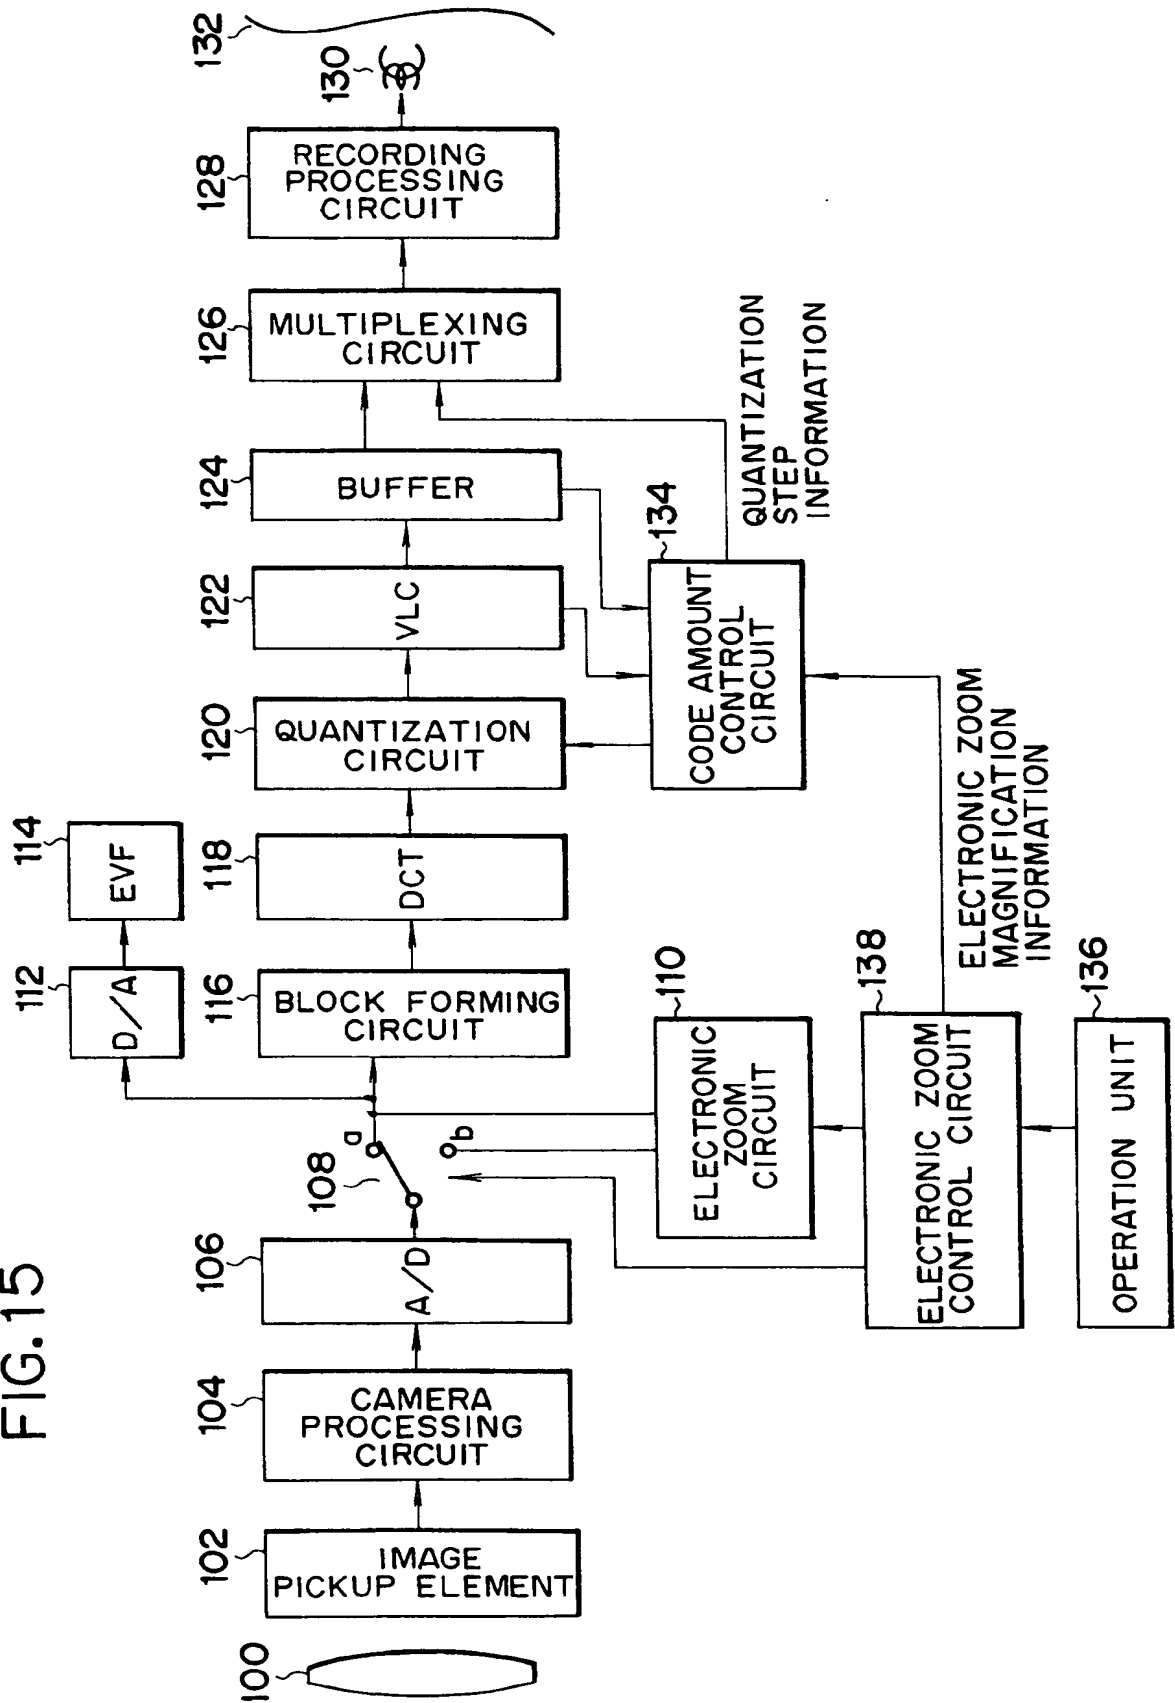 FIG.15
100
102
IMAGE
PICKUP ELEMENT
104
CAMERA
PROCESSING
CIRCUIT
106
A/D
108
a
b
110
ELECTRONIC
ZOOM
CIRCUIT
112
D/A
114
EVF
116
BLOCK FORMING
CIRCUIT
118
DCT
120
QUANTIZATION
CIRCUIT
122
VLC
124
BUFFER
126
MULTIPLEXING
CIRCUIT
128
RECORDING
PROCESSING
CIRCUIT
130
132
134
CODE AMOUNT
CONTROL
CIRCUIT
QUANTIZATION
STEP
INFORMATION
136
OPERATION UNIT
138
ELECTRONIC ZOOM
CONTROL CIRCUIT
ELECTRONIC ZOOM
MAGNIFICATION
INFORMATION